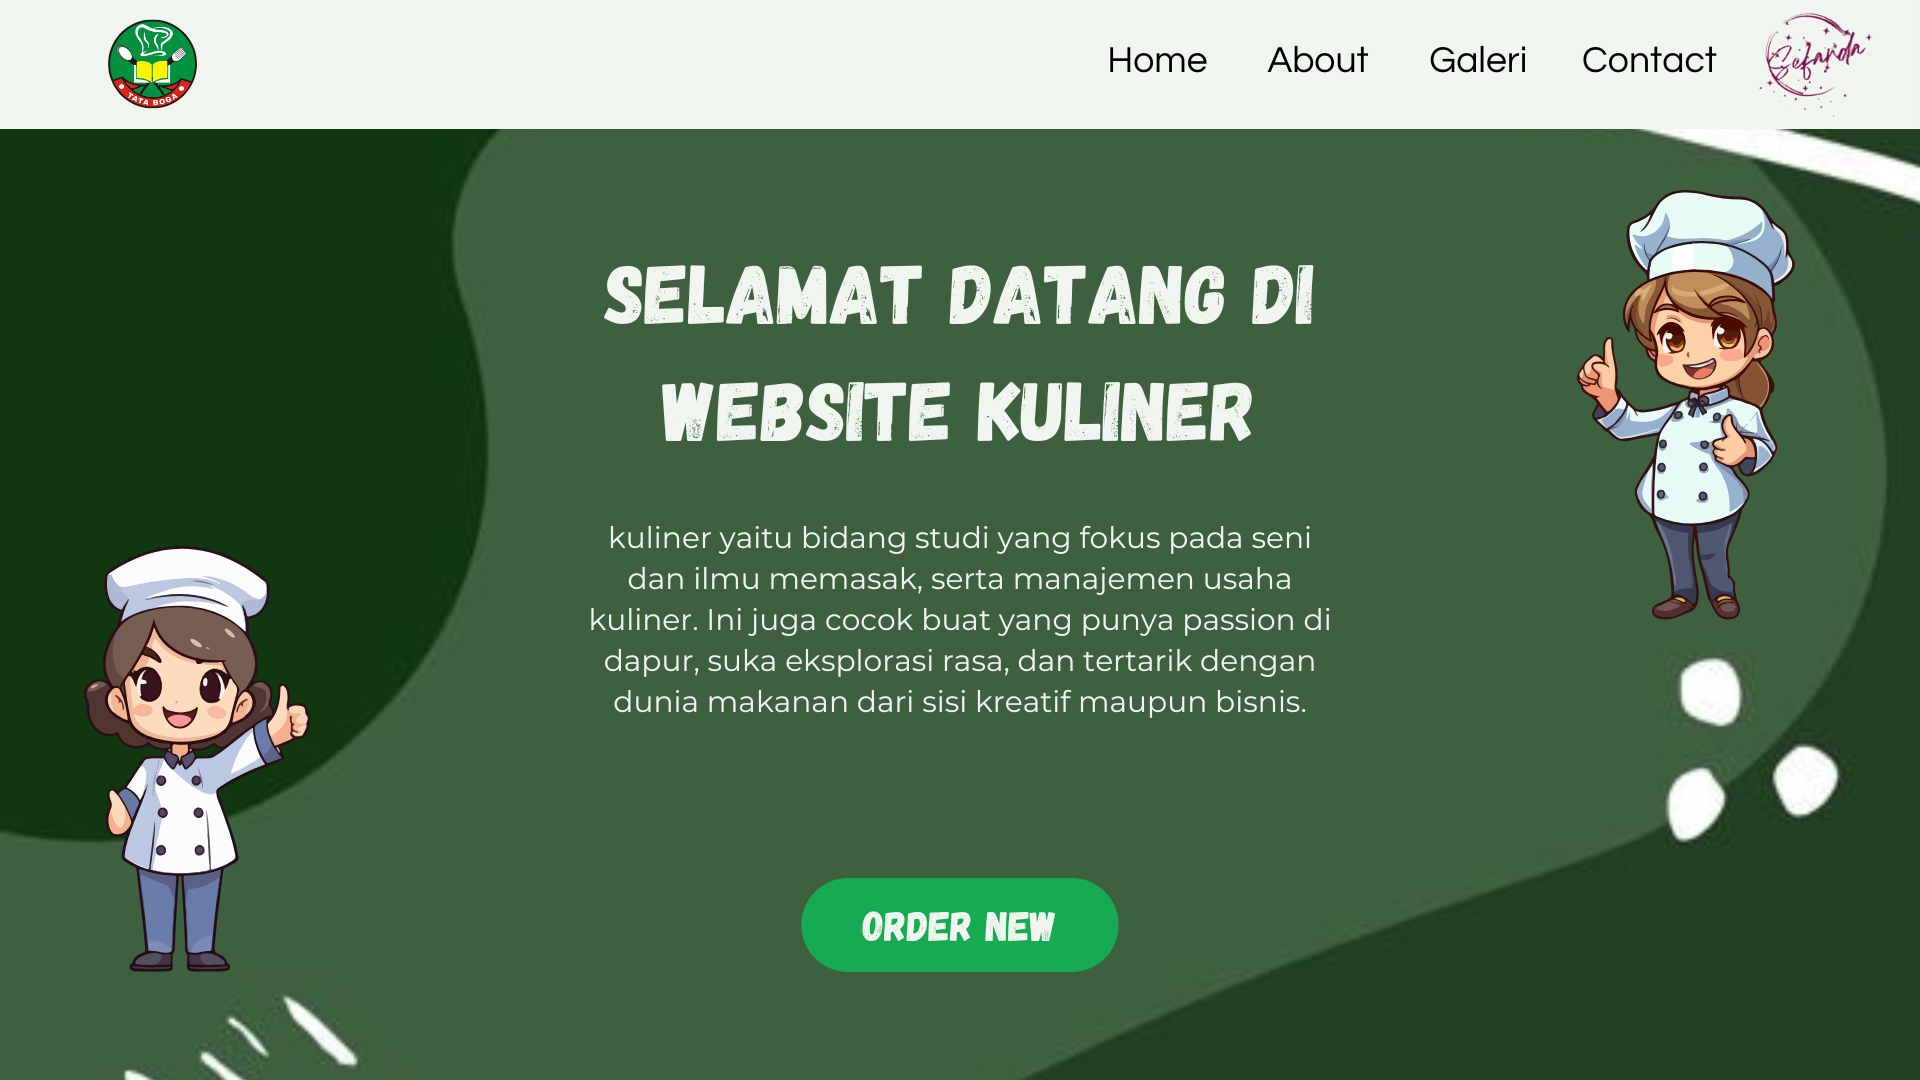 TATA BOGA
Home About Galeri Contact
Sefanda
SELAMAT DATANG DI
WEBSITE KULINER
kuliner yaitu bidang studi yang fokus pada seni
dan ilmu memasak, serta manajemen usaha
kuliner. Ini juga cocok buat yang punya passion di
dapur, suka eksplorasi rasa, dan tertarik dengan
dunia makanan dari sisi kreatif maupun bisnis.
ORDER NEW